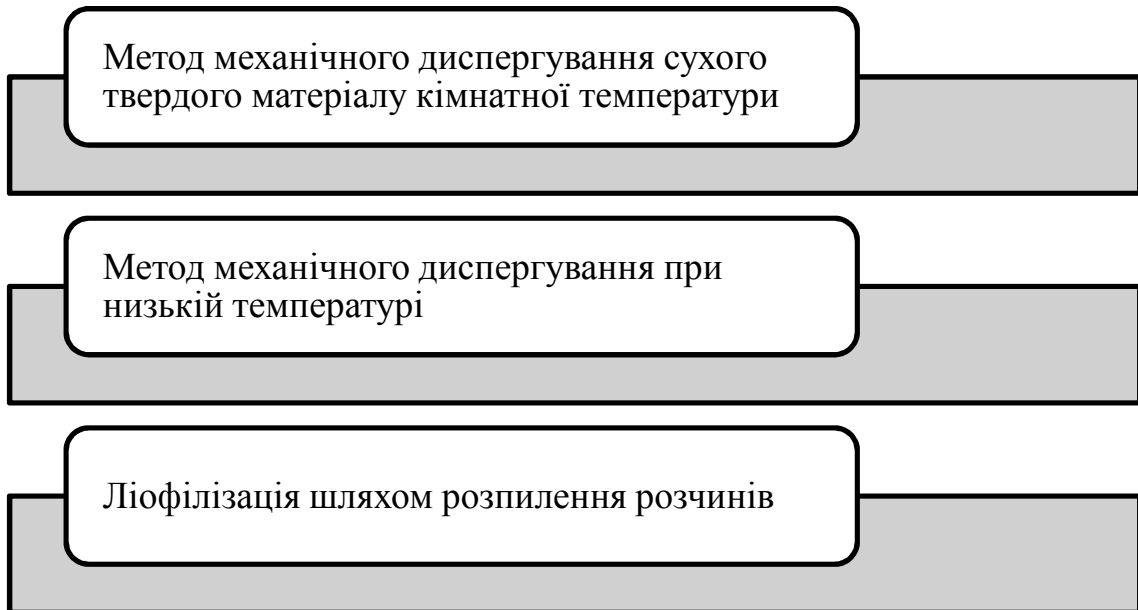 Метод механічного диспергування сухого
твердого матеріалу кімнатної температури
Метод механічного диспергування при
низькій температурі
Ліофілізація шляхом розпилення розчинів